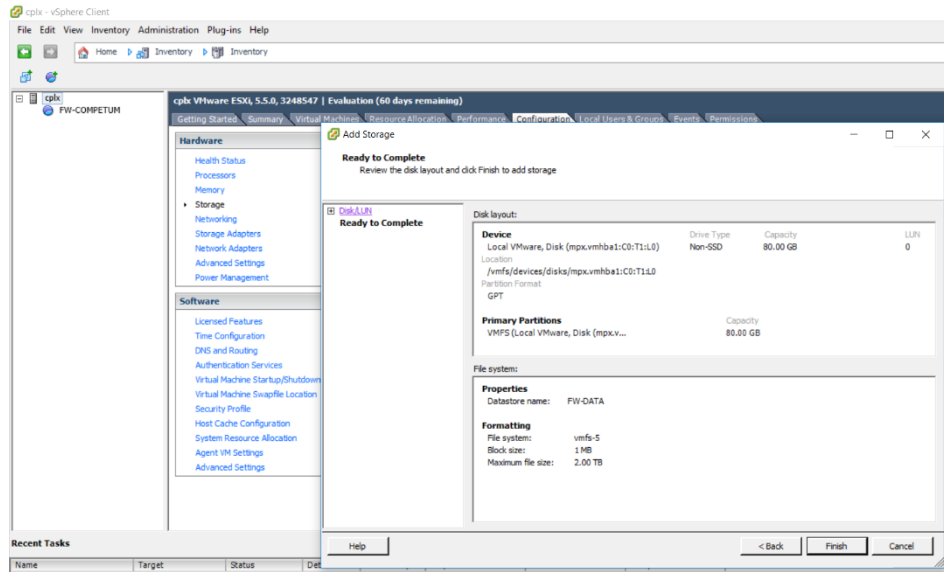 cplx - vSphere Client
File Edit View Inventory Administration Plug-ins Help
Home Inventory Inventory
cplx
FW-COMPETUM
cplx VMware ESXi, 5.5.0, 3248547 | Evaluation (60 days remaining)
Getting Started Summary Virtual Machines Resource Allocation Performance Configuration Local Users & Groups Events Permissions
Hardware
Health Status
Processors
Memory
Storage
Networking
Storage Adapters
Network Adapters
Advanced Settings
Power Management
Software
Licensed Features
Time Configuration
DNS and Routing
Authentication Services
Virtual Machine Startup/Shutdown
Virtual Machine Swapfile Location
Security Profile
Host Cache Configuration
System Resource Allocation
Agent VM Settings
Advanced Settings
Add Storage
Ready to Complete
Review the disk layout and click Finish to add storage
Disk/LUN
Ready to Complete
Disk layout:
Device Drive Type Capacity LUN
Local VMware, Disk (mpx.vmhba1:C0:T1:L0) Non-SSD 80.00 GB 0
Location
/vmfs/devices/disks/mpx.vmhba1:C0:T1:L0
Partition Format
GPT
Primary Partitions Capacity
VMFS (Local VMware, Disk (mpx.v... 80.00 GB
File system:
Properties
Datastore name: FW-DATA
Formatting
File system: vmfs-5
Block size: 1 MB
Maximum file size: 2.00 TB
Help < Back Finish Cancel
Recent Tasks
Name Target Status Det